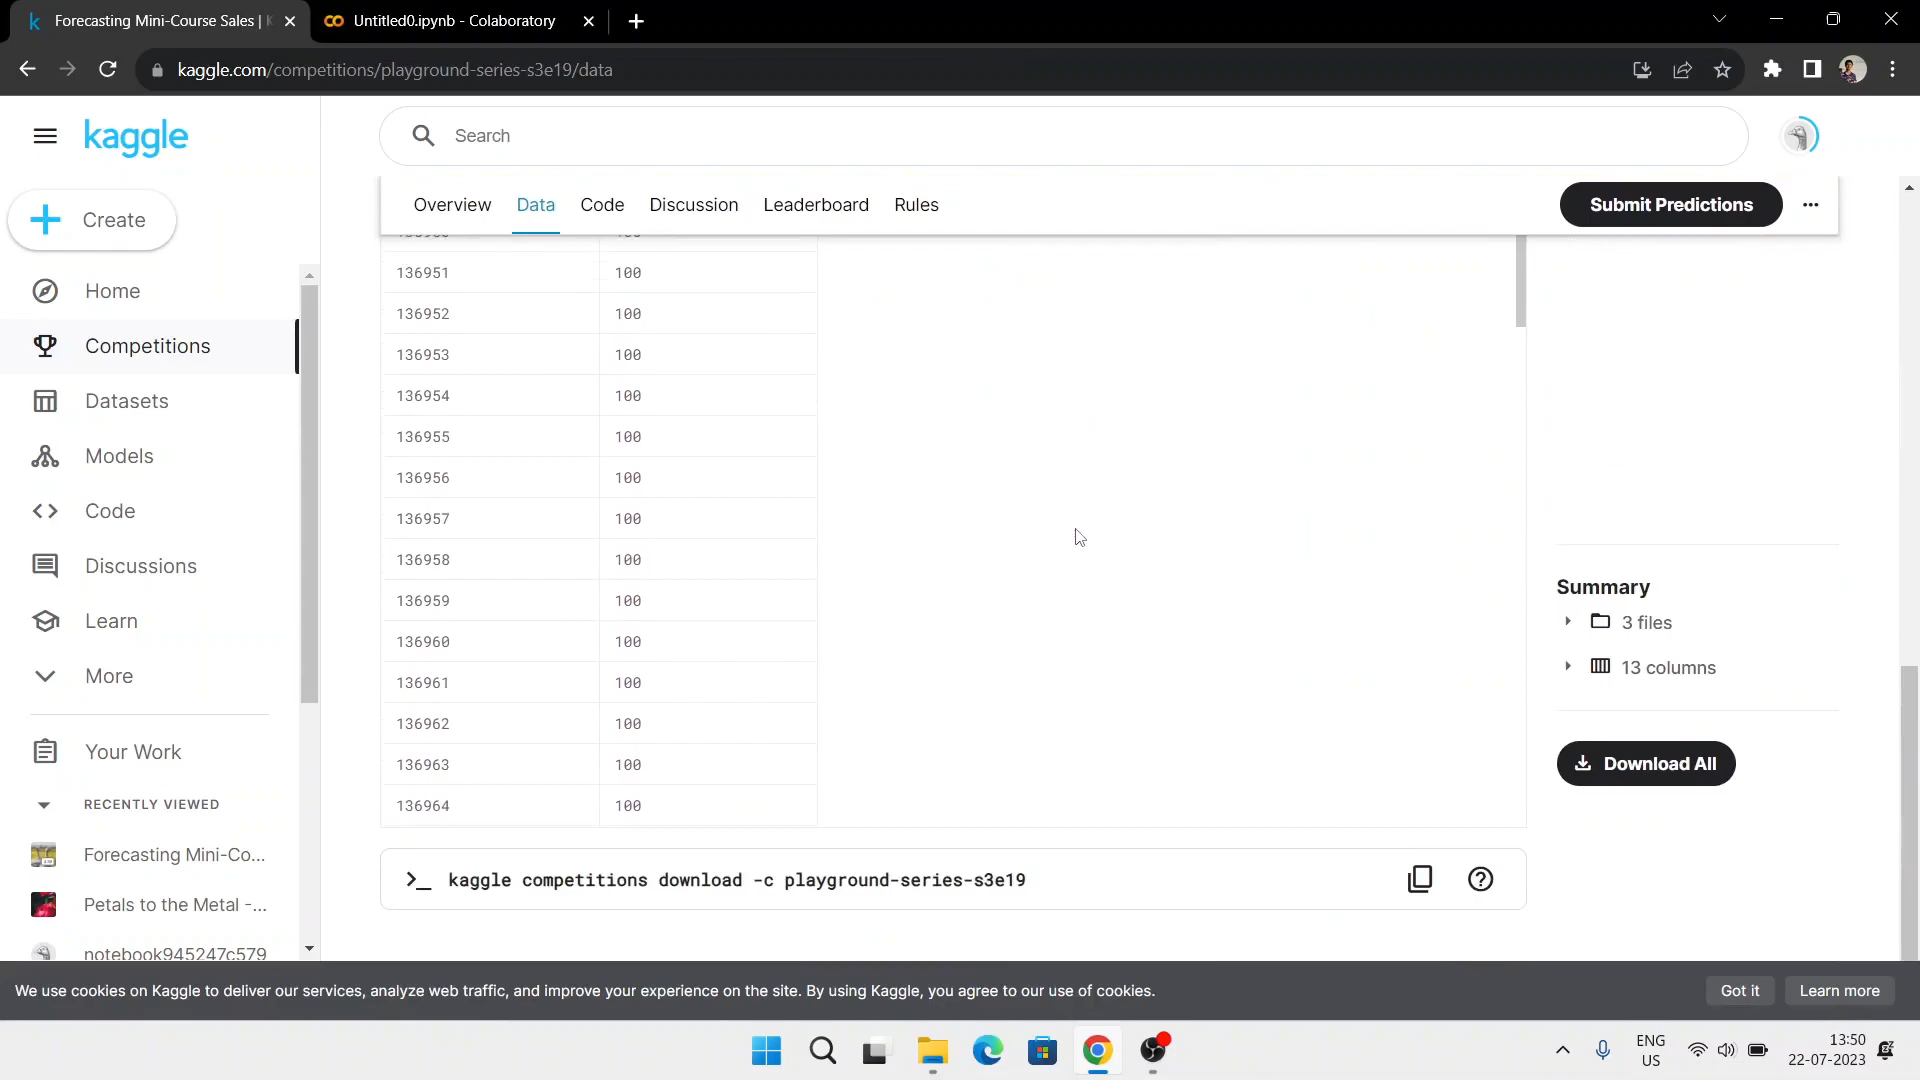 Forecasting Mini-Course Sales |
Untitled0.ipynb - Colaboratory
kaggle.com/competitions/playground-series-s3e19/data
kaggle
Search
Create
Overview
Data
Code
Discussion
Leaderboard
Rules
Submit Predictions
Home
Competitions
Datasets
Models
Code
Discussions
Learn
More
Your Work
RECENTLY VIEWED
Forecasting Mini-Co...
Petals to the Metal -...
notebook945247c579
136951 100
136952 100
136953 100
136954 100
136955 100
136956 100
136957 100
136958 100
136959 100
136960 100
136961 100
136962 100
136963 100
136964 100
>_ kaggle competitions download -c playground-series-s3e19
Summary
3 files
13 columns
Download All
We use cookies on Kaggle to deliver our services, analyze web traffic, and improve your experience on the site. By using Kaggle, you agree to our use of cookies.
Got it
Learn more
ENG
US
13:50
22-07-2023